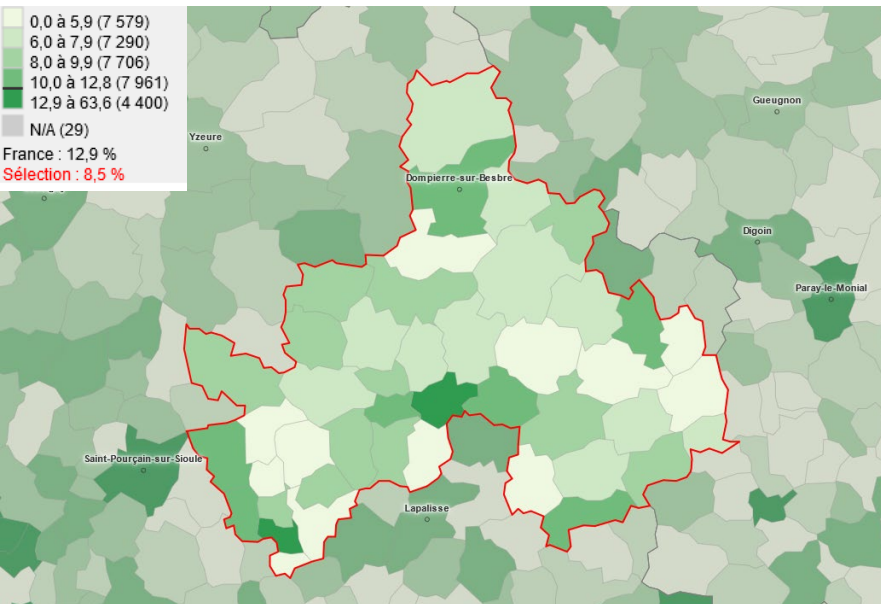 0,0 à 5,9 (7 579)
6,0 à 7,9 (7 290)
8,0 à 9,9 (7 706)
10,0 à 12,8 (7 961)
12,9 à 63,6 (4 400)
N/A (29)
France : 12,9 %
Sélection : 8,5 %
Gueugnon
Yzeure
Dompierre-sur-Besbre
Digoin
Paray-le-Monial
Saint-Pourçain-sur-Sioule
Lapalisse